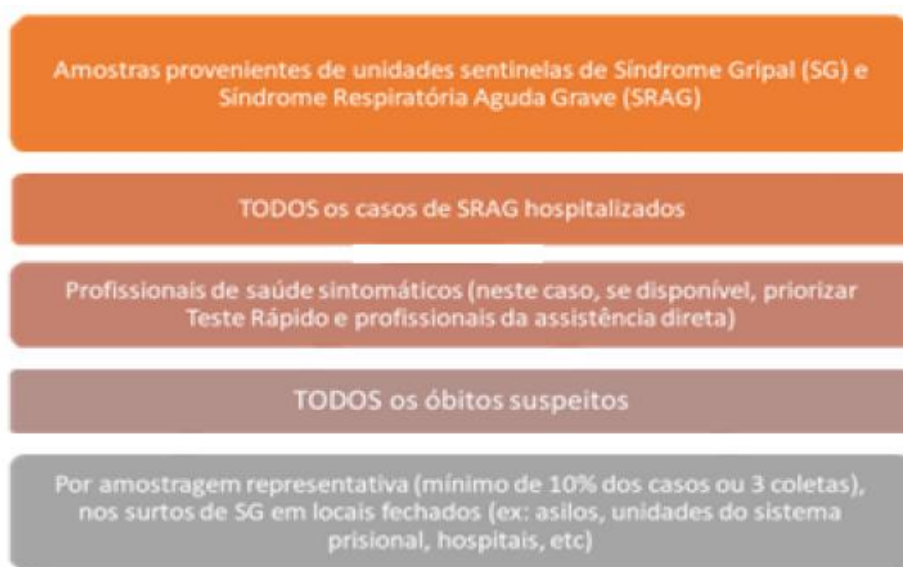 Amostras provenientes de unidades sentinelas de Síndrome Gripal (SG) e
Síndrome Respiratória Aguda Grave (SRAG)
TODOS os casos de SRAG hospitalizados
Profissionais de saúde sintomáticos (neste caso, se disponível, priorizar
Teste Rápido e profissionais da assistência direta)
TODOS os óbitos suspeitos
Por amostragem representativa (mínimo de 10% dos casos ou 3 coletas),
nos surtos de SG em locais fechados (ex: asilos, unidades do sistema
prisional, hospitais, etc)